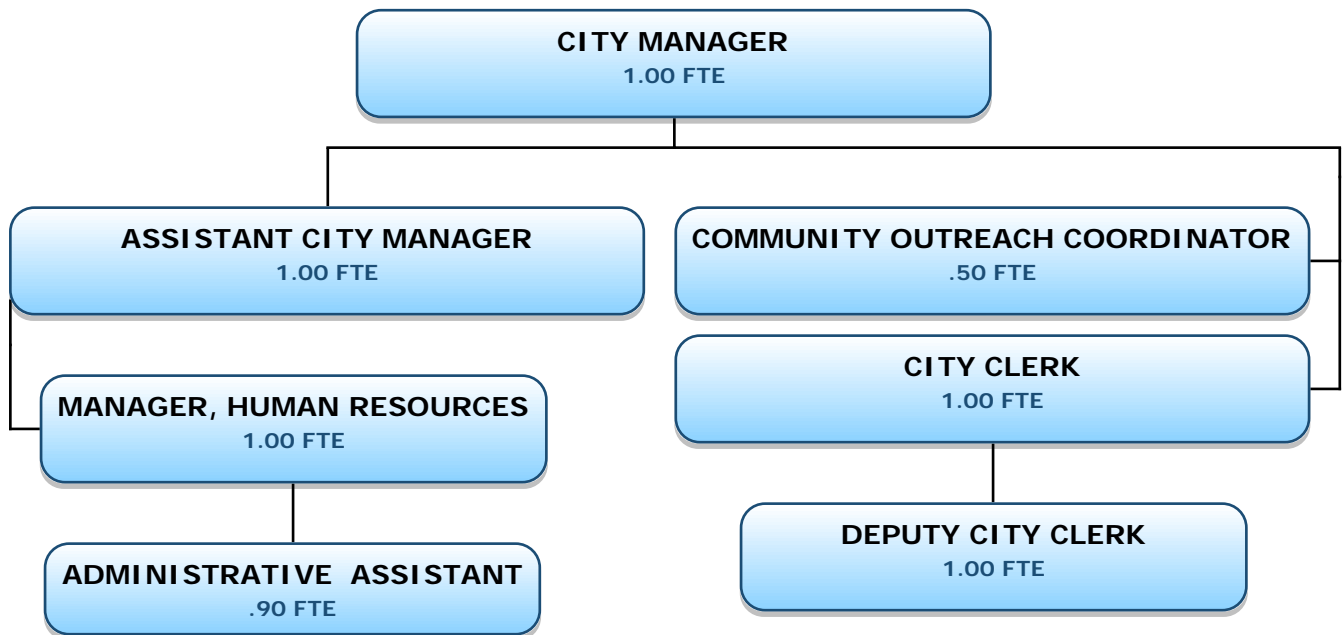 CITY MANAGER
1.00 FTE
ASSISTANT CITY MANAGER
1.00 FTE
COMMUNITY OUTREACH COORDINATOR
.50 FTE
CITY CLERK
1.00 FTE
MANAGER, HUMAN RESOURCES
1.00 FTE
DEPUTY CITY CLERK
1.00 FTE
ADMINISTRATIVE ASSISTANT
.90 FTE